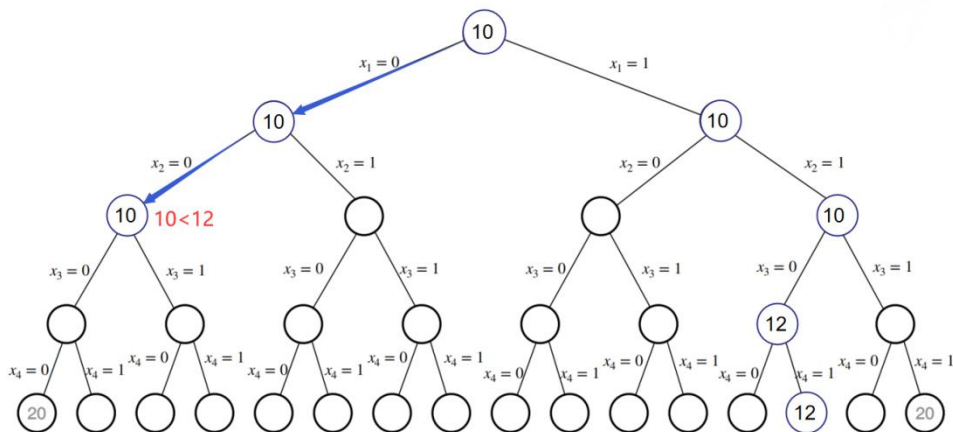 10
x₁ = 0 x₁ = 1
10 10
x₂ = 0 x₂ = 1 x₂ = 0 x₂ = 1
10 10<12 10
x₃ = 0 x₃ = 1 x₃ = 0 x₃ = 1 x₃ = 0 x₃ = 1 x₃ = 0 x₃ = 1
12
x₄ = 0 x₄ = 1 x₄ = 0 x₄ = 1 x₄ = 0 x₄ = 1 x₄ = 0 x₄ = 1 x₄ = 0 x₄ = 1 x₄ = 0 x₄ = 1 x₄ = 0 x₄ = 1 x₄ = 0 x₄ = 1
20 12 20